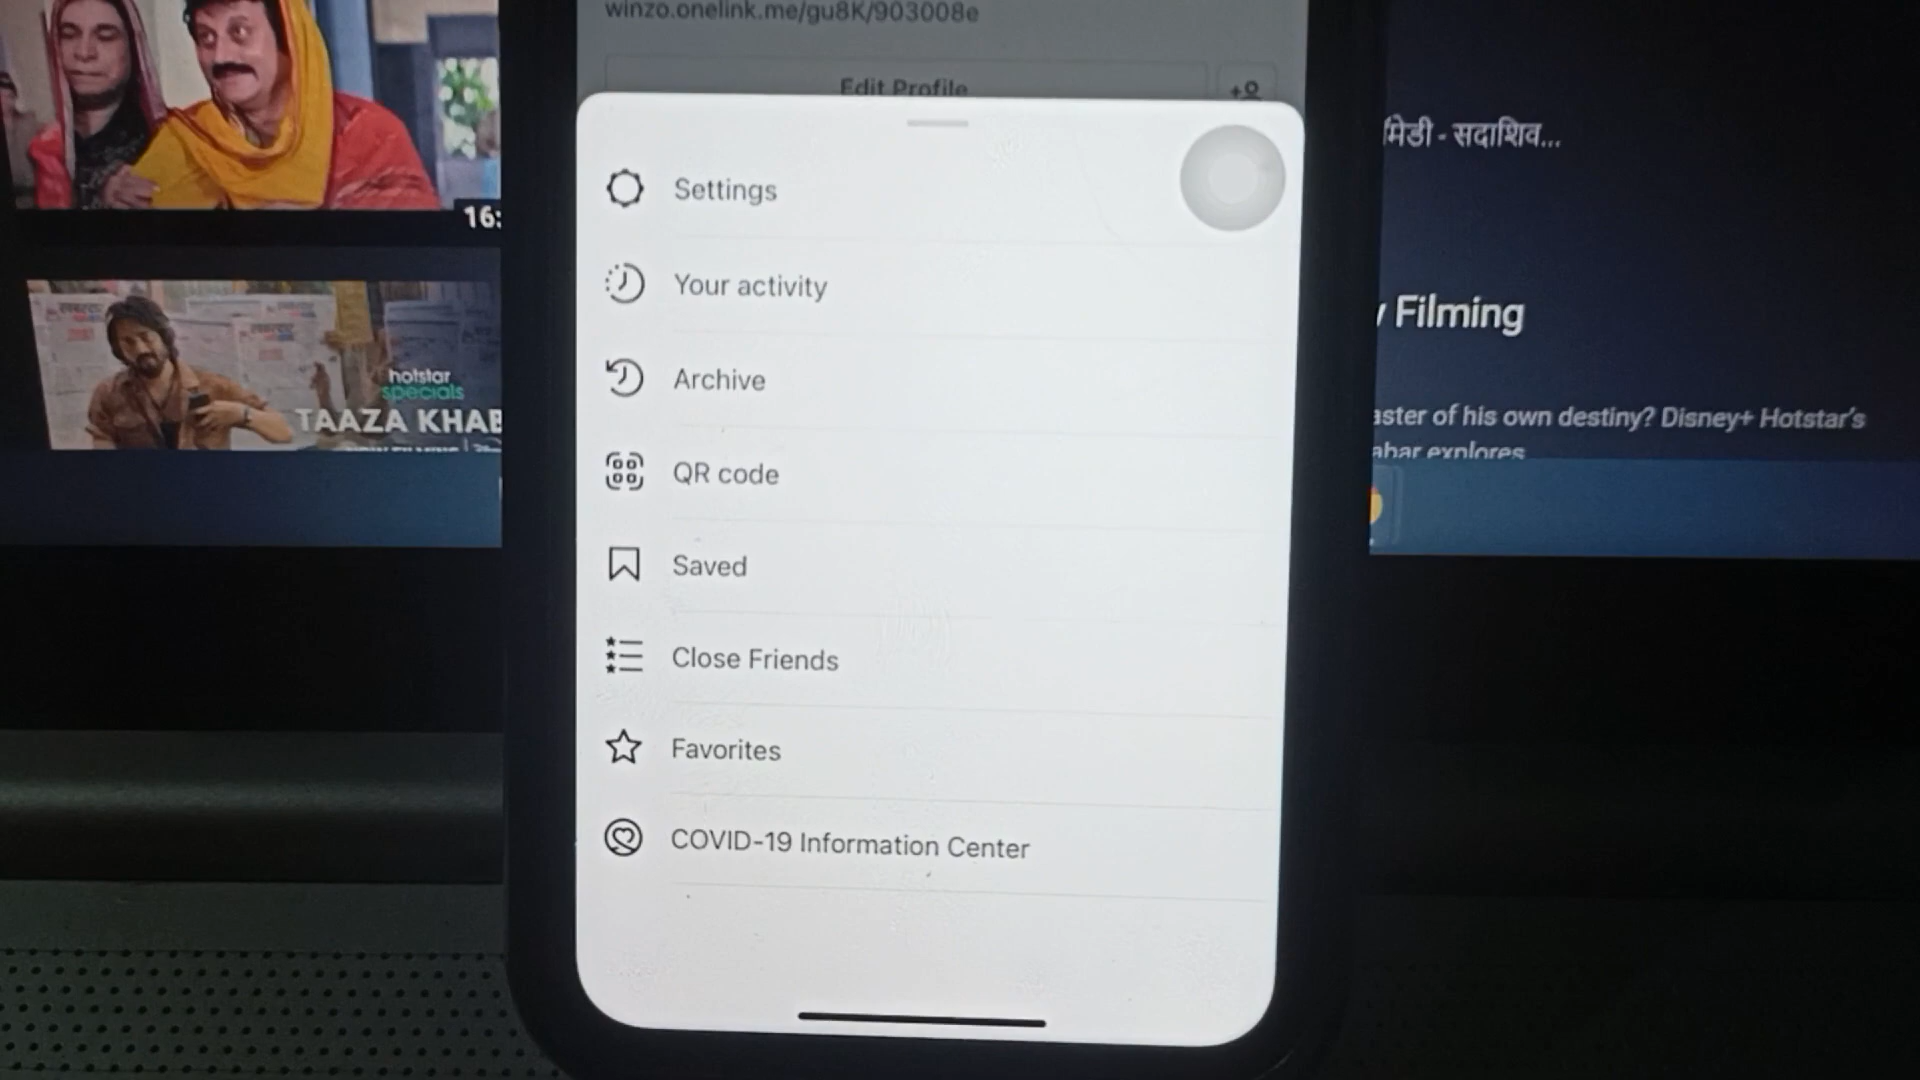 winzo.onelink.me/gu8K/903008e
Edit Profile
Settings
Your activity
Archive
QR code
Saved
Close Friends
Favorites
COVID-19 Information Center
16:
hotstar
specials
TAAZA KHAB
मिडी - सदाशिव...
Filming
aster of his own destiny? Disney+ Hotstar's
abar explores